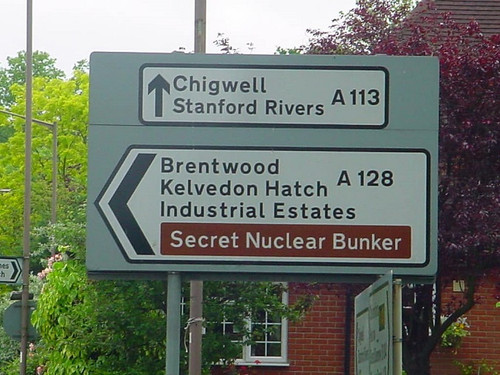 Chigwell
Stanford Rivers A 113
Brentwood
Kelvedon Hatch A 128
Industrial Estates
Secret Nuclear Bunker